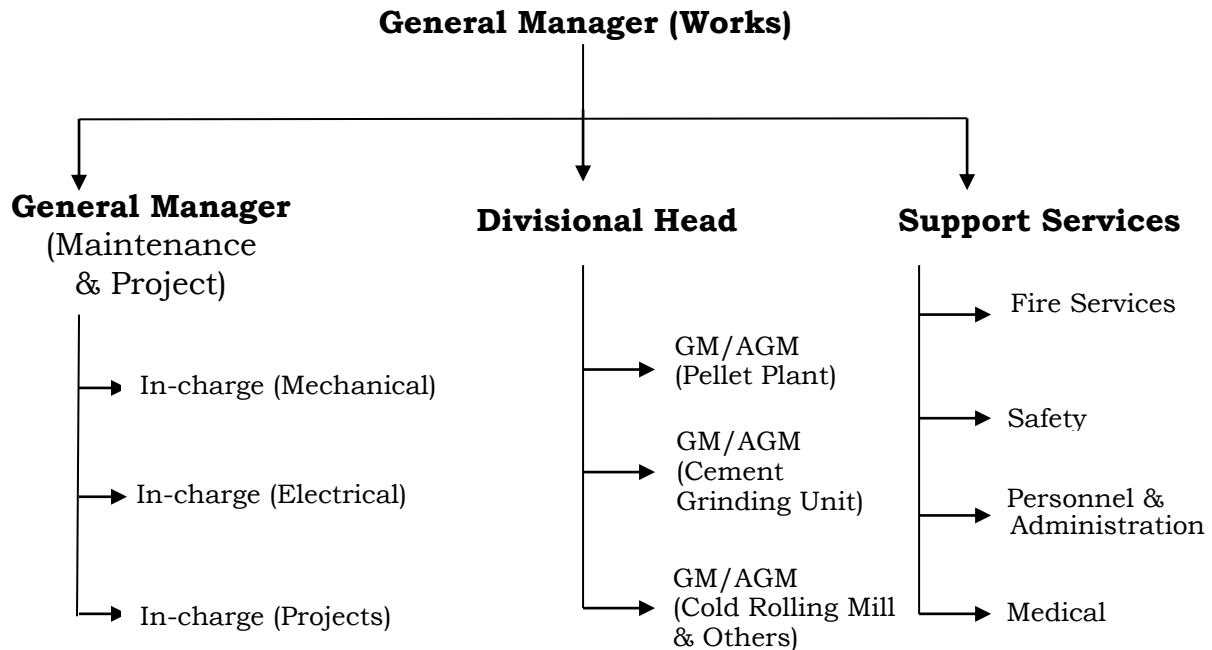 General Manager (Works)
General Manager
(Maintenance
& Project)
In-charge (Mechanical)
In-charge (Electrical)
In-charge (Projects)
Divisional Head
GM/AGM
(Pellet Plant)
GM/AGM
(Cement
Grinding Unit)
GM/AGM
(Cold Rolling Mill
& Others)
Support Services
Fire Services
Safety
Personnel &
Administration
Medical